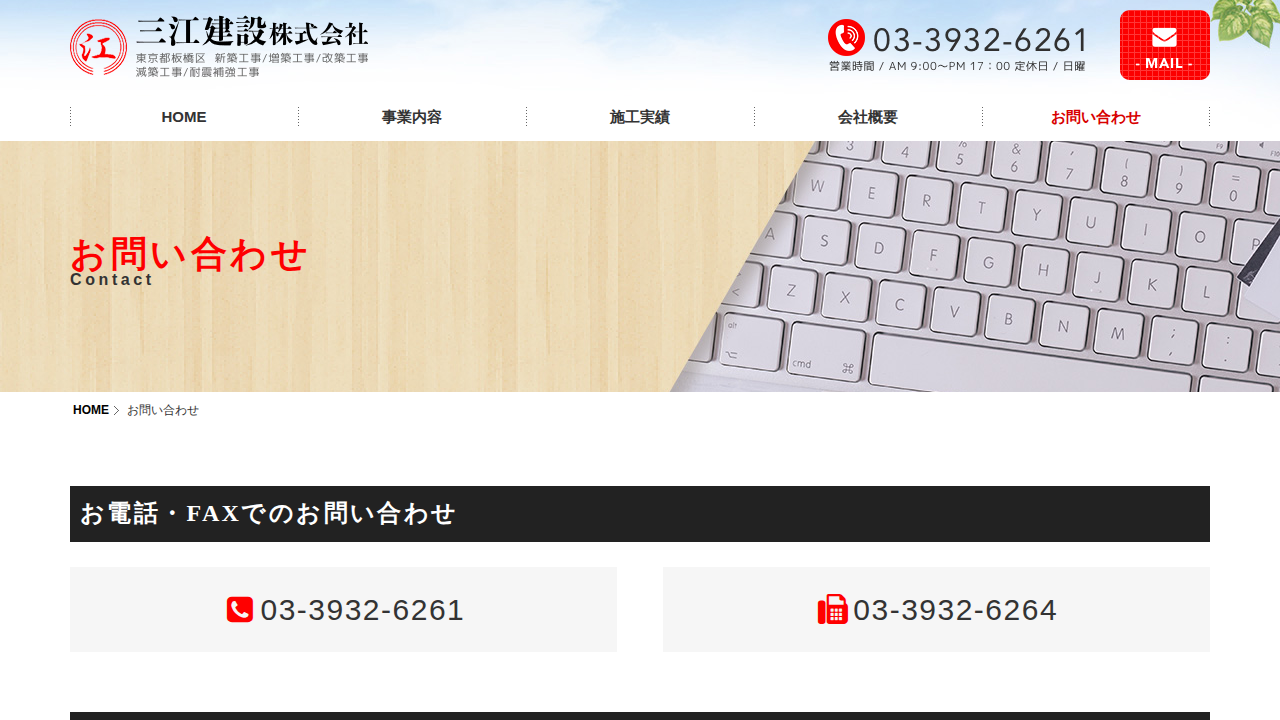 江 三江建設株式会社
東京都板橋区 新築工事/増築工事/改築工事
減築工事/耐震補強工事
03-3932-6261
営業時間 / AM 9:00〜PM 17：00 定休日 / 日曜
- MAIL -
HOME 事業内容 施工実績 会社概要 お問い合わせ
お問い合わせ
Contact
HOME お問い合わせ
お電話・FAXでのお問い合わせ
03-3932-6261 03-3932-6264